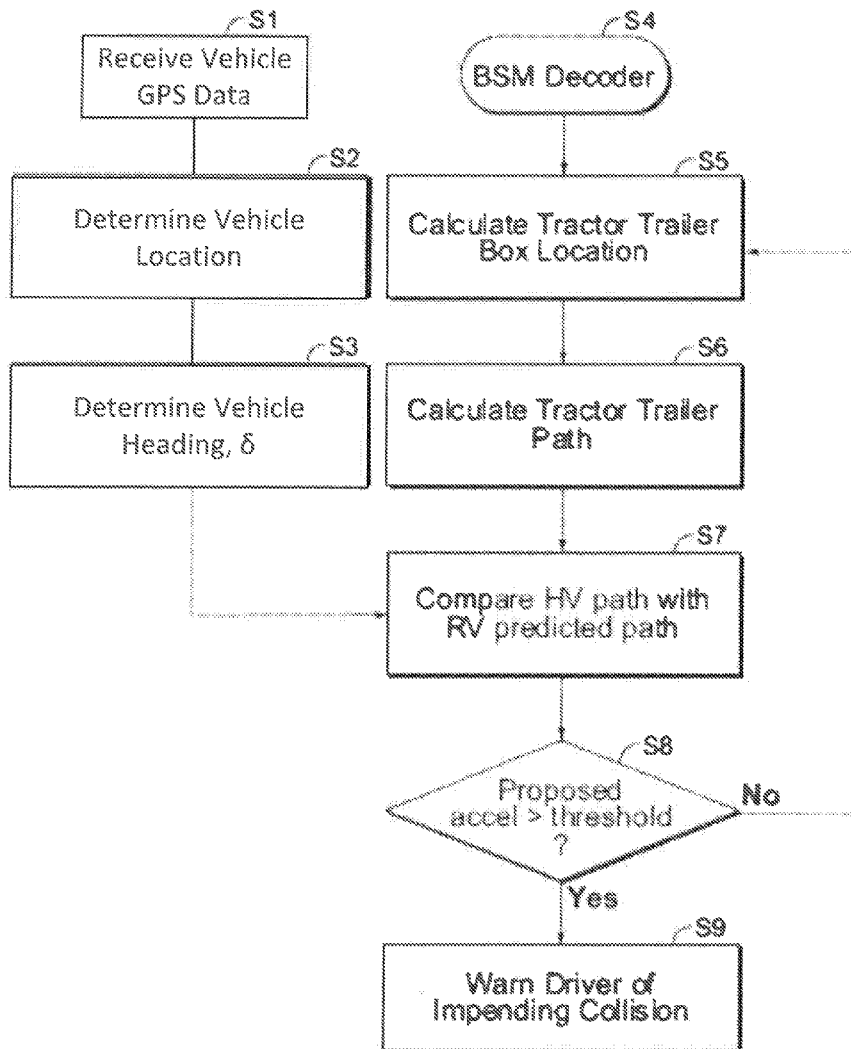 S1
Receive Vehicle
GPS Data
S2
Determine Vehicle
Location
S3
Determine Vehicle
Heading, δ
S4
BSM Decoder
S5
Calculate Tractor Trailer
Box Location
S6
Calculate Tractor Trailer
Path
S7
Compare HV path with
RV predicted path
S8
Proposed
accel > threshold
?
No
Yes
S9
Warn Driver of
Impending Collision